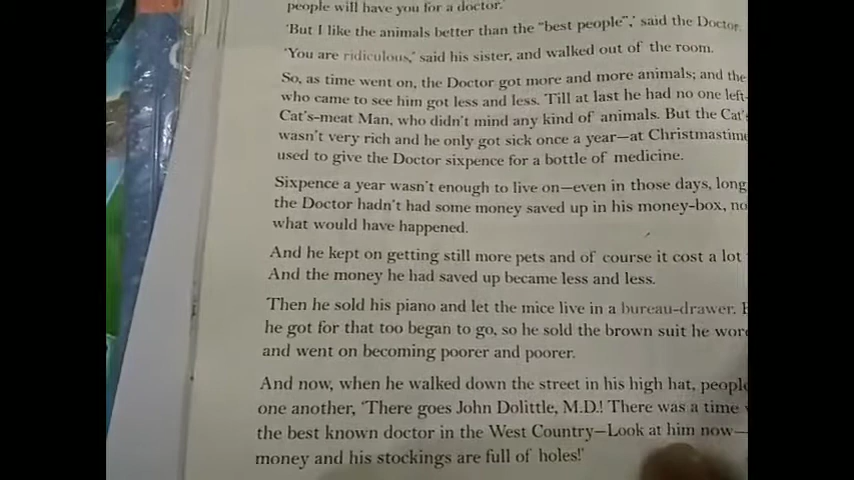 people will have you for a doctor.'
'But I like the animals better than the "best people",' said the Doctor.
'You are ridiculous,' said his sister, and walked out of the room.
So, as time went on, the Doctor got more and more animals; and the
who came to see him got less and less. Till at last he had no one left—
Cat's-meat Man, who didn't mind any kind of animals. But the Cat's
wasn't very rich and he only got sick once a year—at Christmastime
used to give the Doctor sixpence for a bottle of medicine.
Sixpence a year wasn't enough to live on—even in those days, long
the Doctor hadn't had some money saved up in his money-box, no
what would have happened.
And he kept on getting still more pets and of course it cost a lot
And the money he had saved up became less and less.
Then he sold his piano and let the mice live in a bureau-drawer.
he got for that too began to go, so he sold the brown suit he wore
and went on becoming poorer and poorer.
And now, when he walked down the street in his high hat, people
one another, 'There goes John Dolittle, M.D.! There was a time
the best known doctor in the West Country—Look at him now—
money and his stockings are full of holes!'